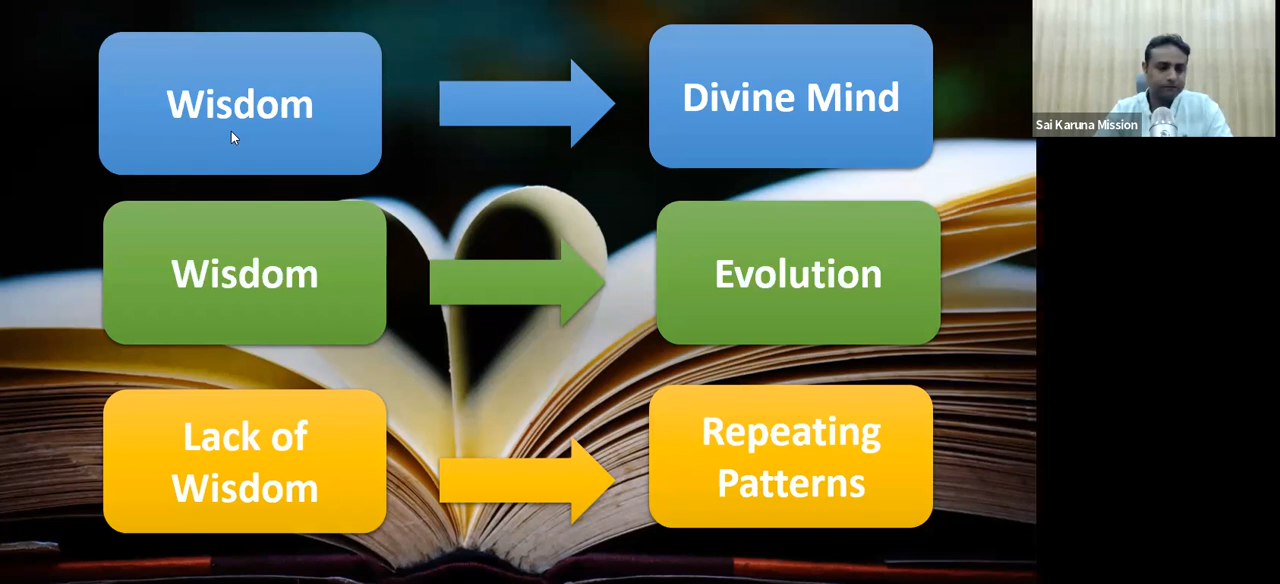 Wisdom
Divine Mind
Sai Karuna Mission
Wisdom
Evolution
Lack of
Wisdom
Repeating
Patterns